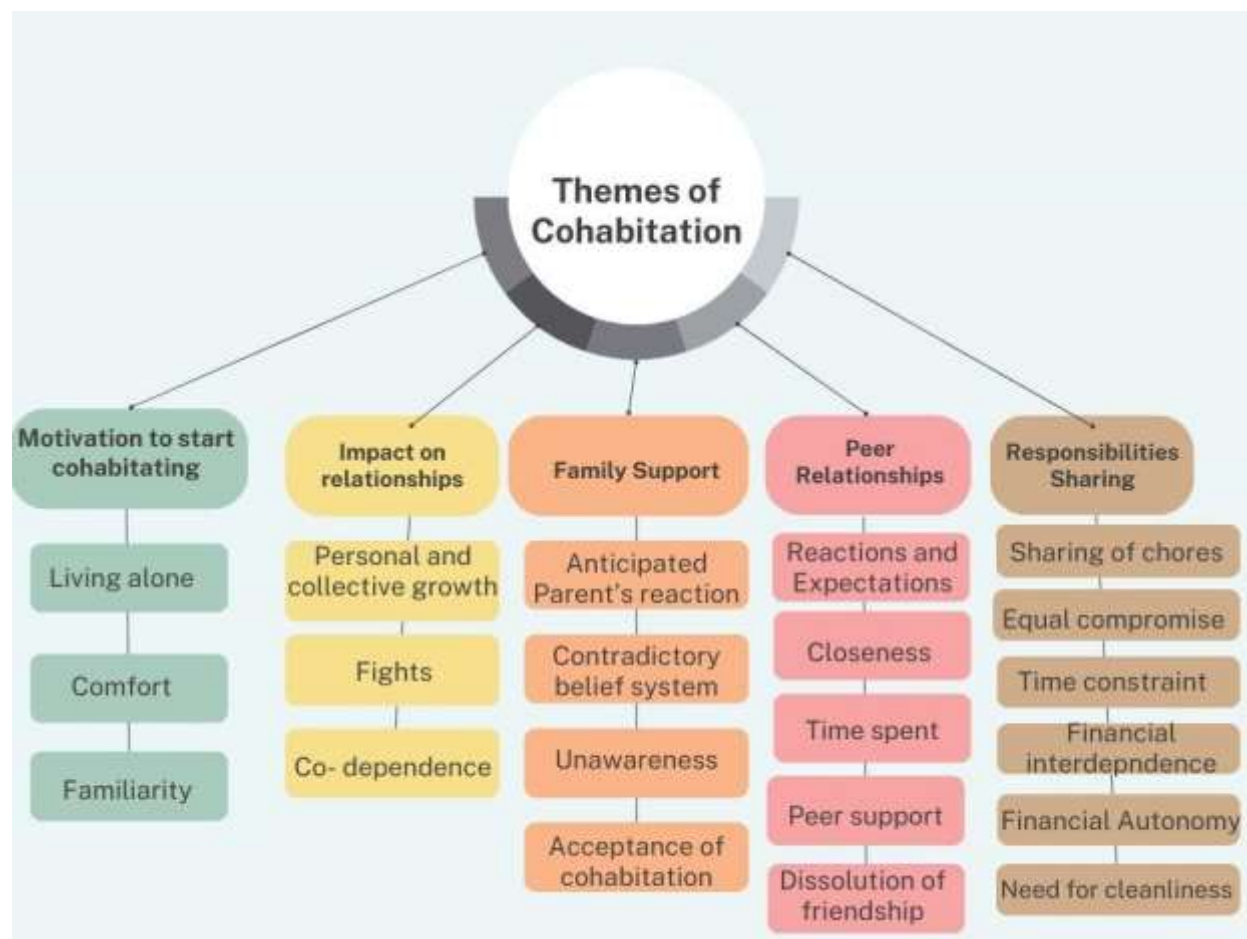 Themes of
Cohabitation
Motivation to start
cohabitating
Living alone
Comfort
Familiarity
Impact on
relationships
Personal and
collective growth
Fights
Co- dependence
Family Support
Anticipated
Parent's reaction
Contradictory
belief system
Unawareness
Acceptance of
cohabitation
Peer
Relationships
Reactions and
Expectations
Closeness
Time spent
Peer support
Dissolution of
friendship
Responsibilities
Sharing
Sharing of chores
Equal compromise
Time constraint
Financial
interdepndence
Financial Autonomy
Need for cleanliness